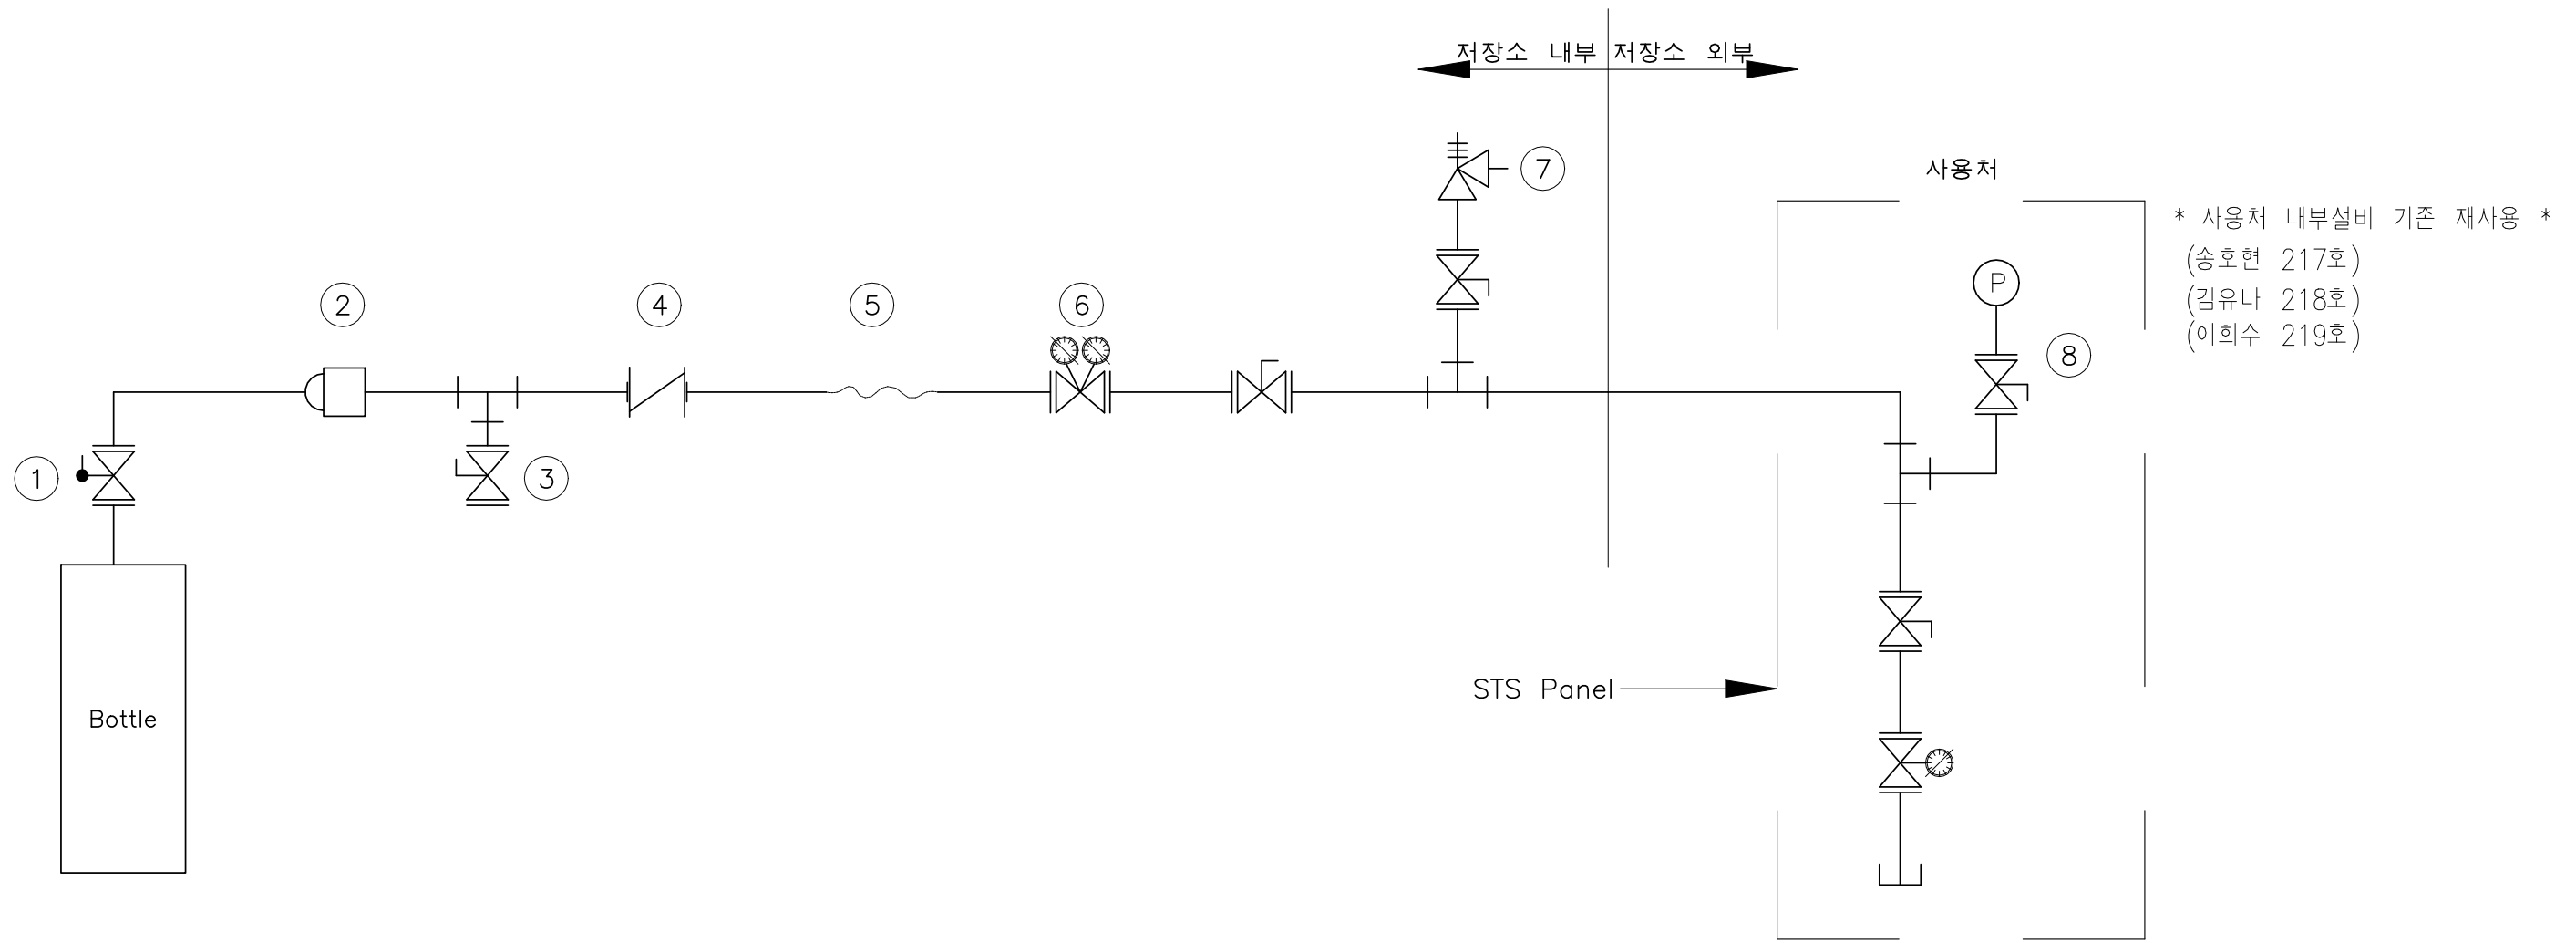 저장소 내부 저장소 외부
⑦
사용처
* 사용처 내부설비 기존 재사용 *
(송호현 217호)
(김유나 218호)
(이희수 219호)
P
② ④ ⑤ ⑥
⑧
① ③
STS Panel
Bottle